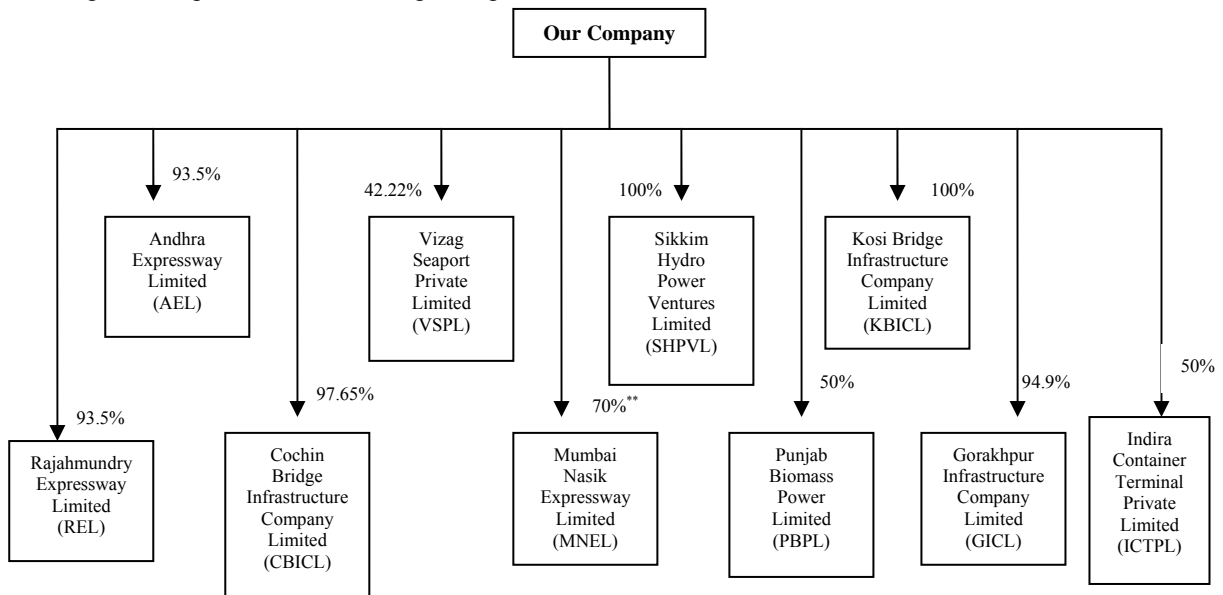 Our Company
93.5%
42.22%
100%
100%
Andhra
Expressway
Limited
(AEL)
Vizag
Seaport
Private
Limited
(VSPL)
Sikkim
Hydro
Power
Ventures
Limited
(SHPVL)
Kosi Bridge
Infrastructure
Company
Limited
(KBICL)
93.5%
97.65%
70%**
50%
94.9%
50%
Rajahmundry
Expressway
Limited
(REL)
Cochin
Bridge
Infrastructure
Company
Limited
(CBICL)
Mumbai
Nasik
Expressway
Limited
(MNEL)
Punjab
Biomass
Power
Limited
(PBPL)
Gorakhpur
Infrastructure
Company
Limited
(GICL)
Indira
Container
Terminal
Private
Limited
(ICTPL)